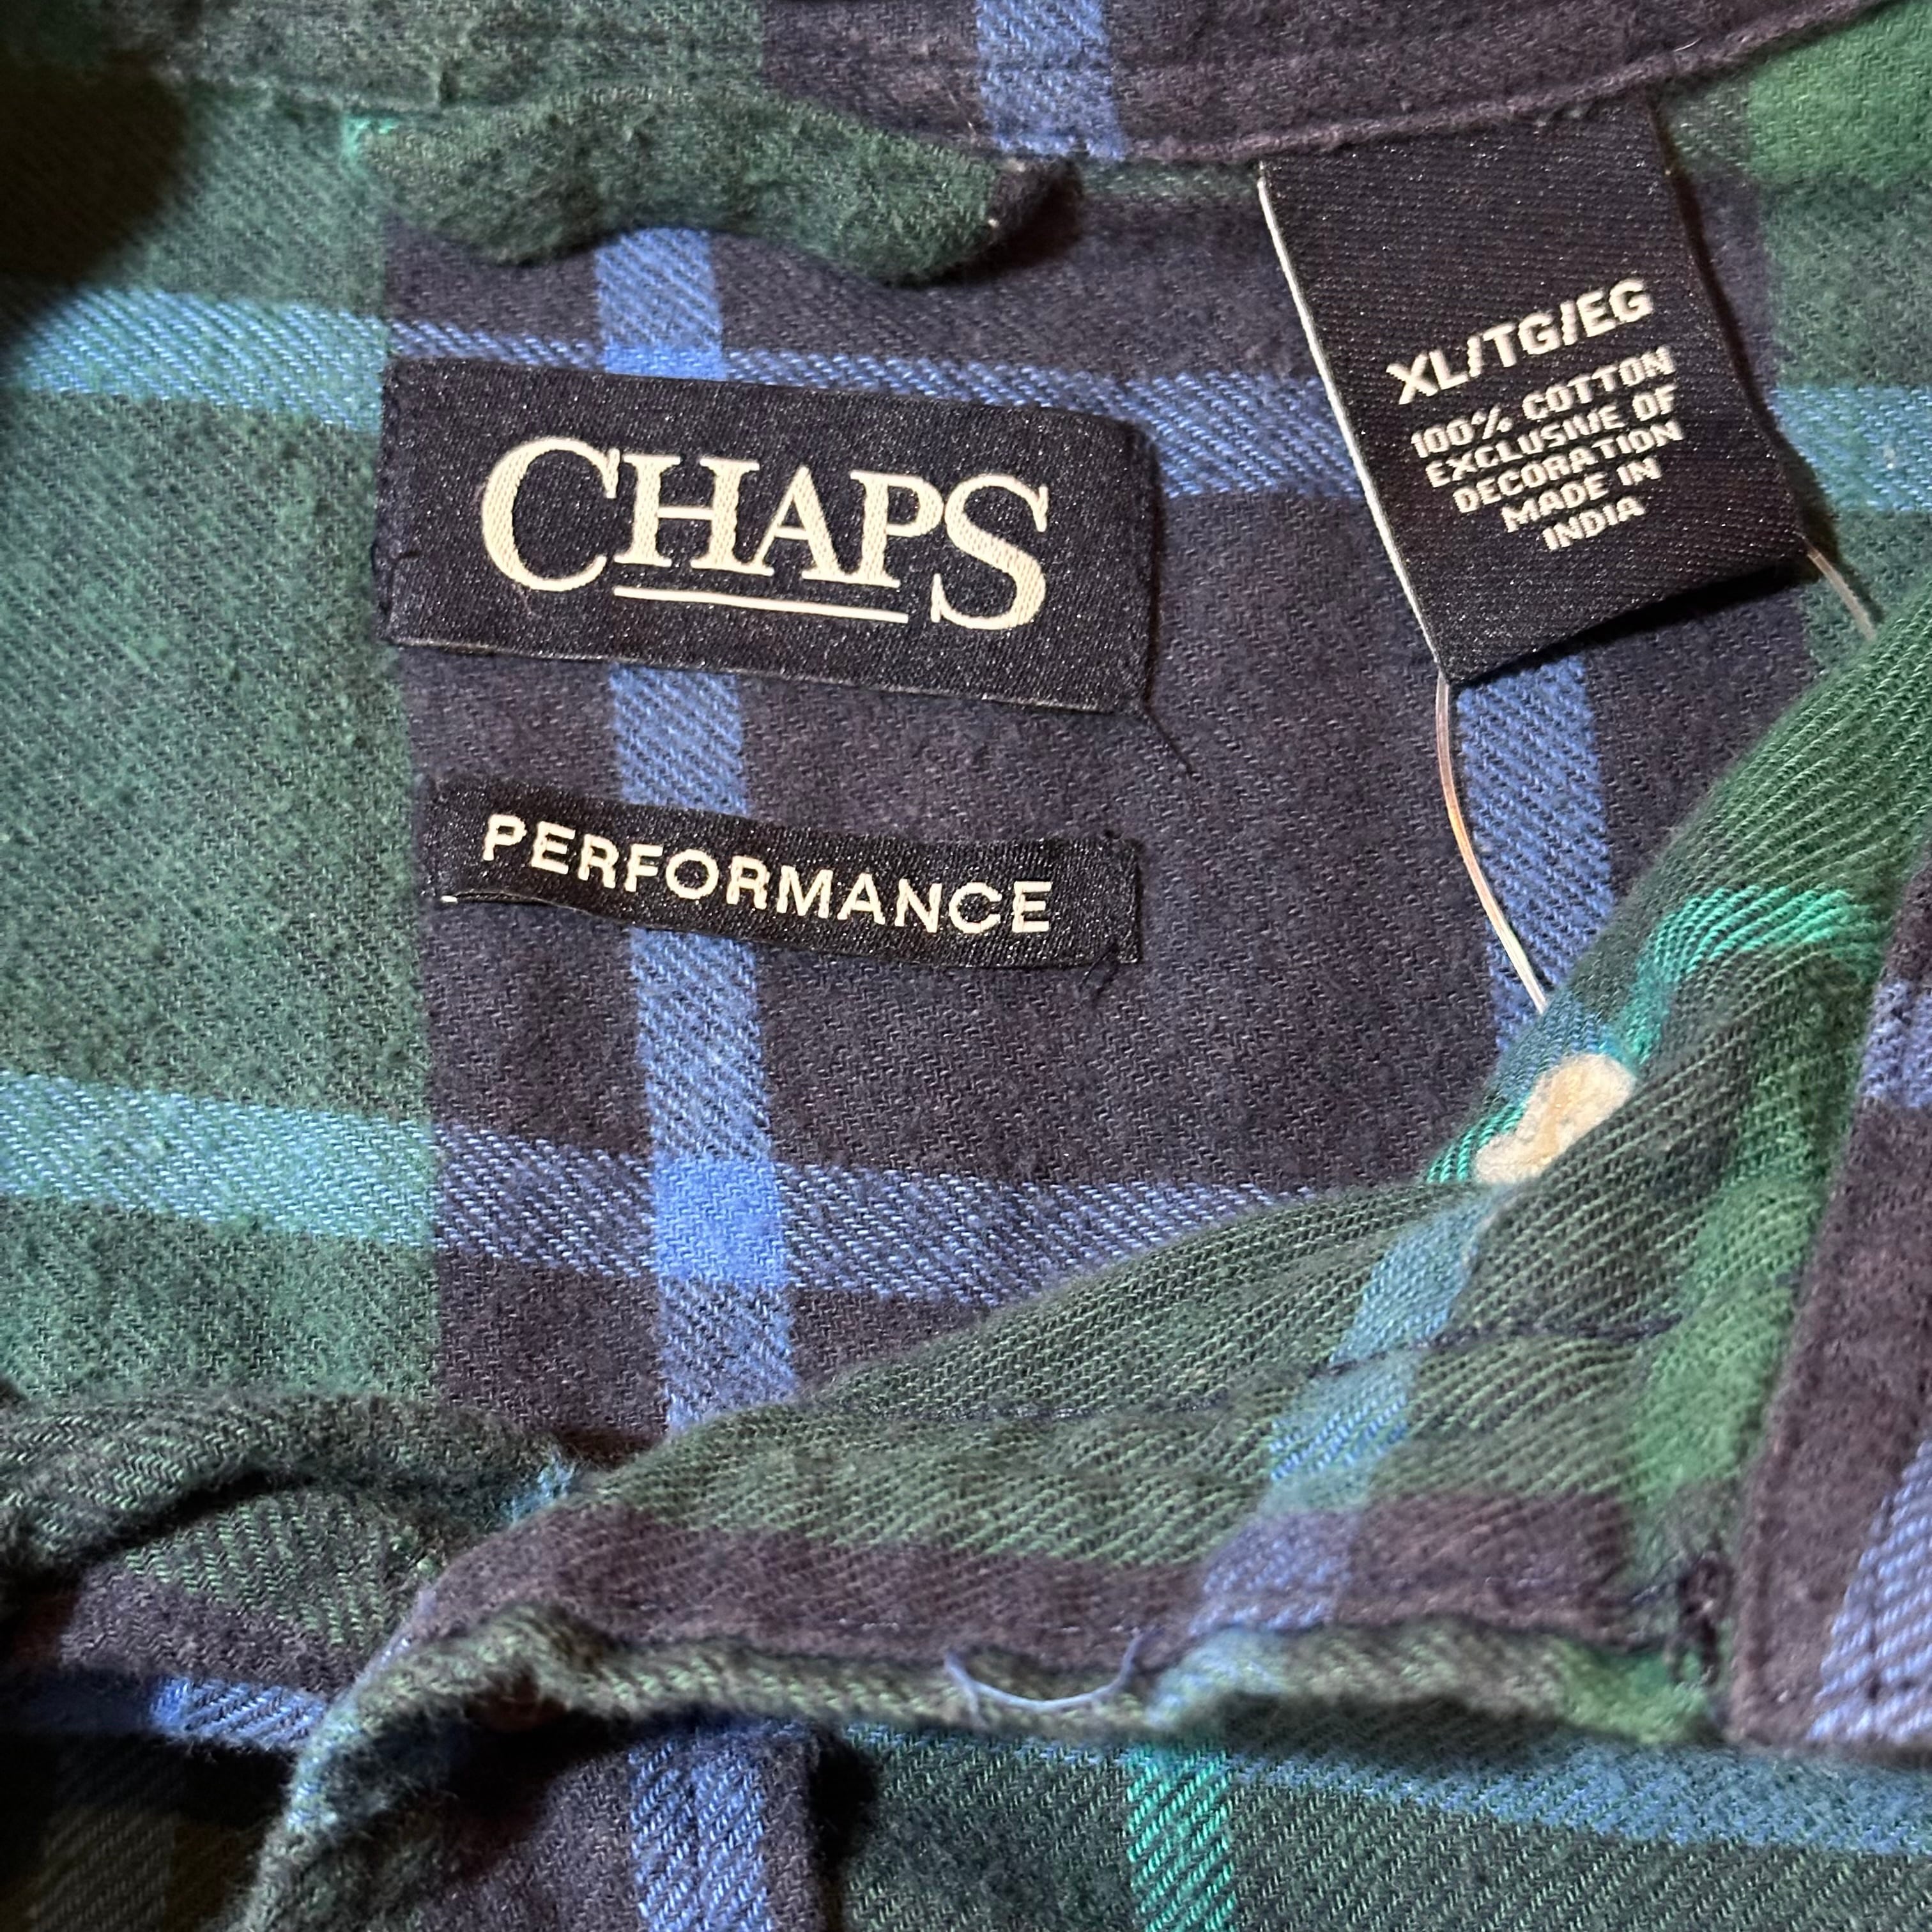 CHAPS
PERFORMANCE
XL/TG/EG
100% COTTON
EXCLUSIVE OF
DECORATION
MADE IN
INDIA